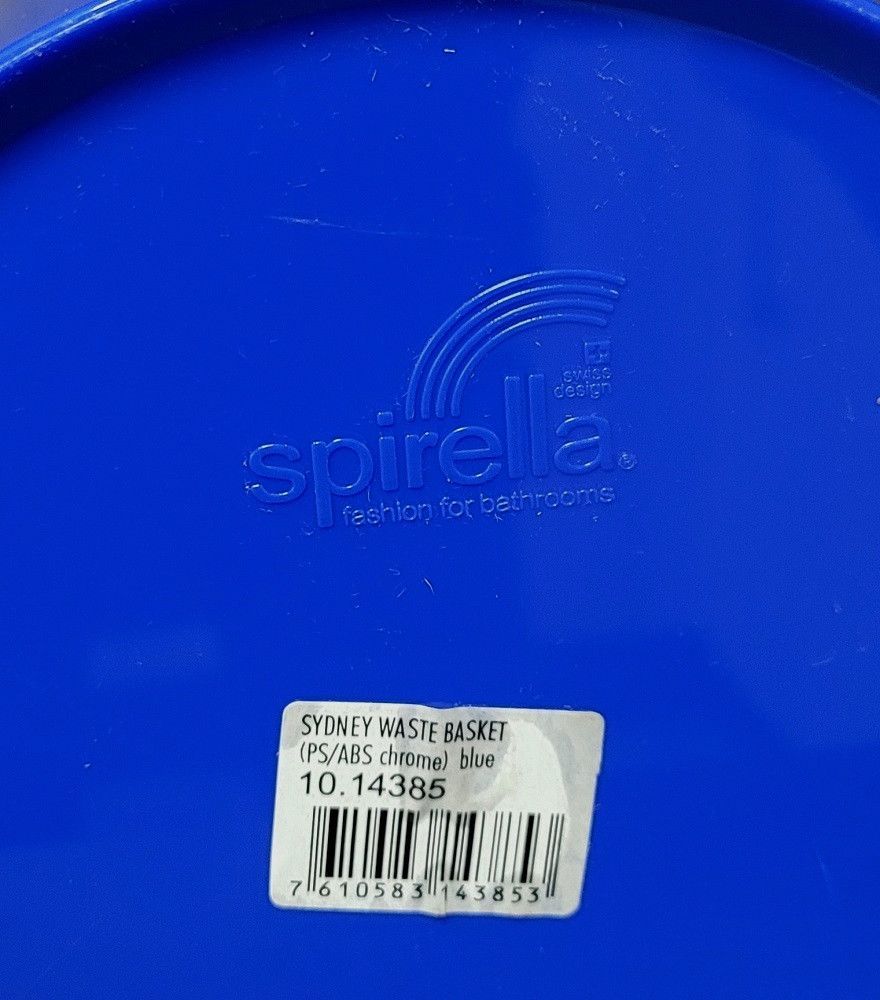 swiss
design
spirella®
fashion for bathrooms
SYDNEY WASTE BASKET
(PS/ABS chrome) blue
10.14385
7 610583 143853